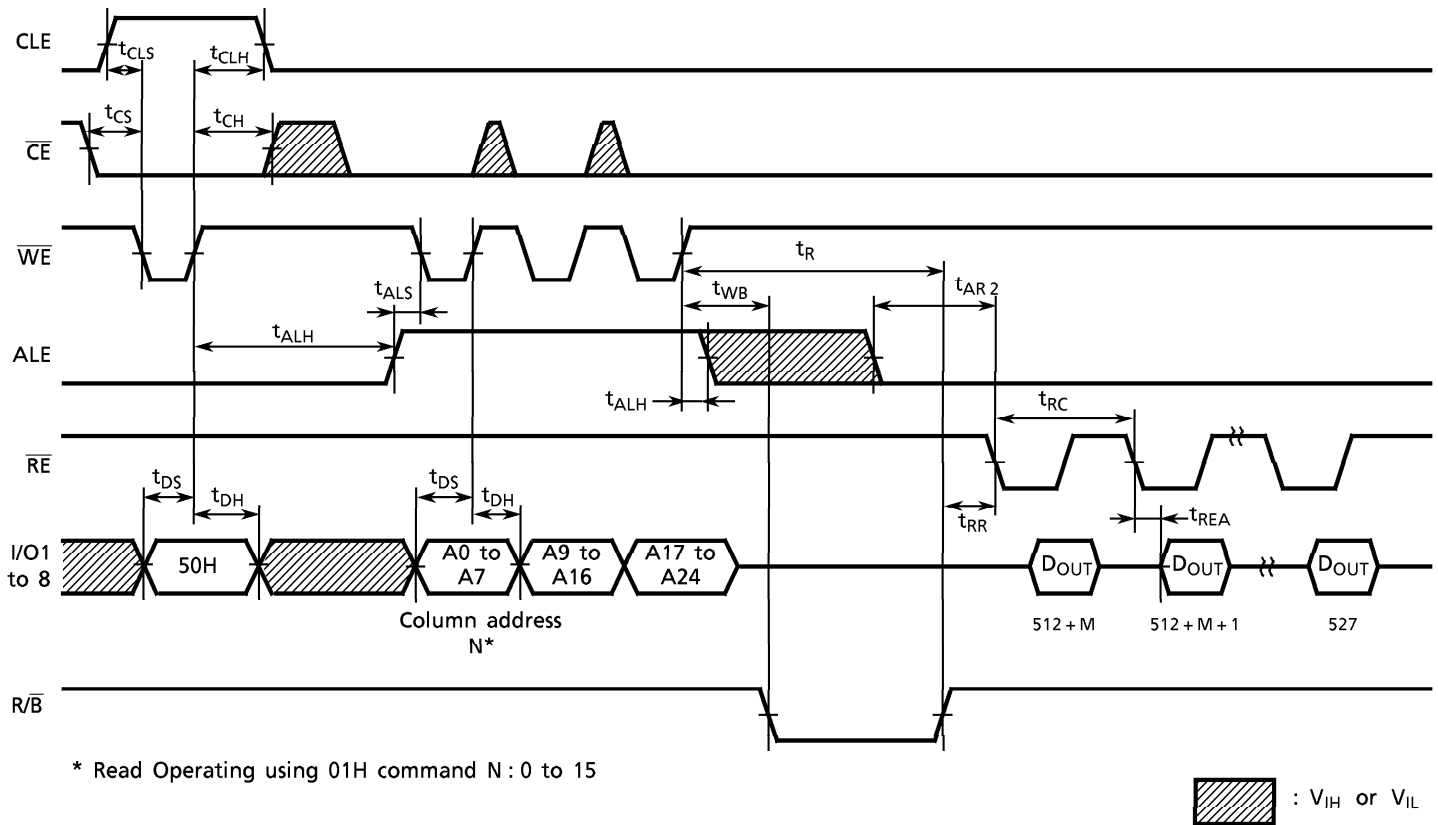 CLE
tCLS
tCLH
CE
tCS
tCH
WE
tR
tWB
tAR2
tALS
ALE
tALH
tALH
tRC
RE
tDS
tDH
tDS
tDH
tRR
tREA
I/O1
to 8
50H
A0 to
A7
A9 to
A16
A17 to
A24
DOUT
DOUT
DOUT
Column address
N*
512 + M
512 + M + 1
527
R/B
* Read Operating using 01H command N : 0 to 15
: VIH or VIL